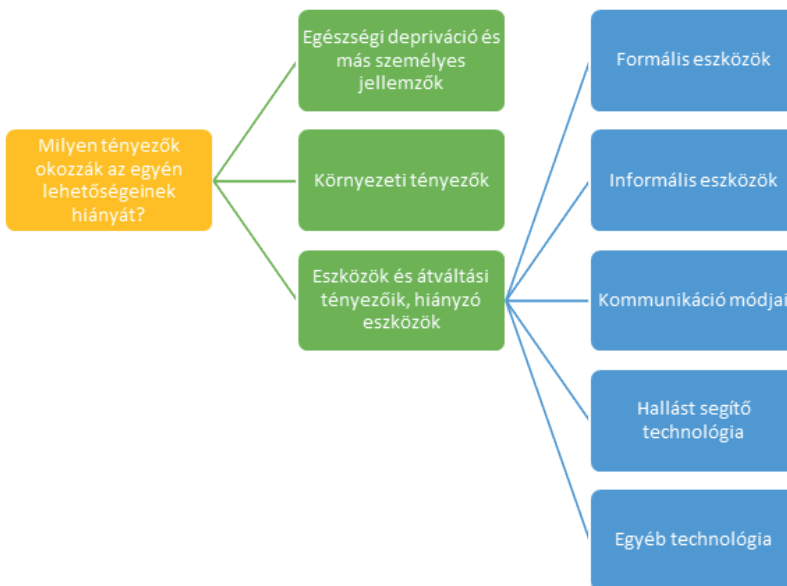 Milyen tényezők
okozzák az egyén
lehetőségeinek
hiányát?
Egészségi depriváció és
más személyes
jellemzők
Környezeti tényezők
Eszközök és átváltási
tényezőik, hiányzó
eszközök
Formális eszközök
Informális eszközök
Kommunikáció módjai
Hallást segítő
technológia
Egyéb technológia